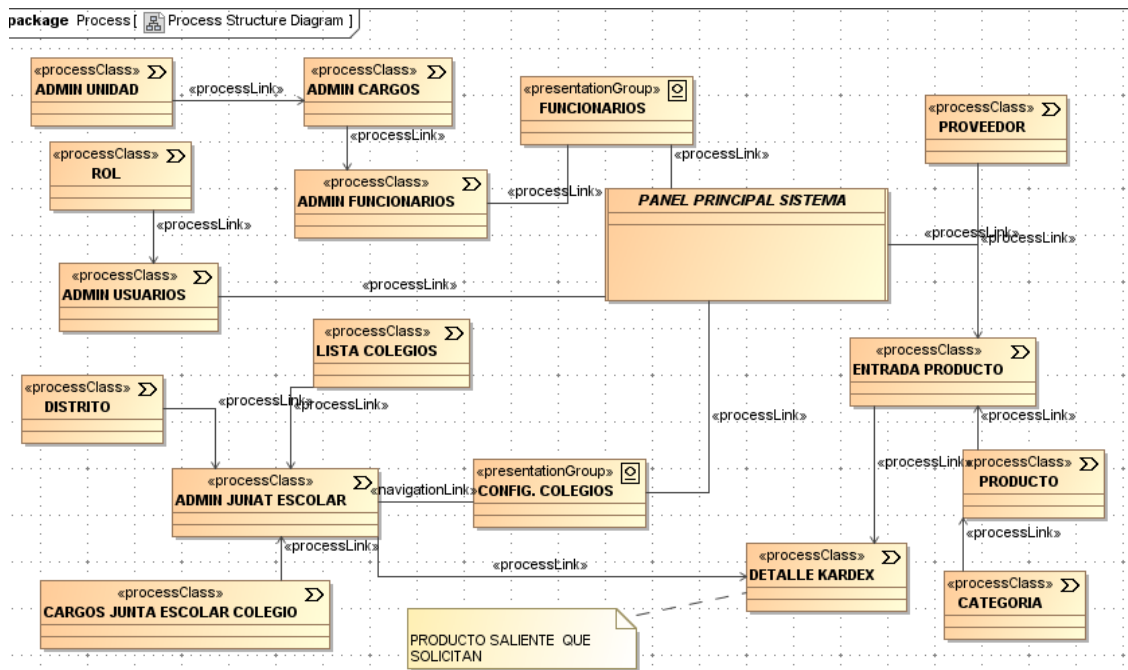 package Process [ Process Structure Diagram ]
«processClass»
ADMIN UNIDAD
«processLink»
«processClass»
ADMIN CARGOS
«processLink»
«presentationGroup»
FUNCIONARIOS
«processLink»
«processClass»
PROVEEDOR
«processClass»
ROL
«processLink»
«processClass»
ADMIN FUNCIONARIOS
«processLink»
PANEL PRINCIPAL SISTEMA
«processLink»
«processLink»
«processClass»
ADMIN USUARIOS
«processLink»
«processClass»
LISTA COLEGIOS
«processLink»
«processClass»
DISTRITO
«processLink»
«processClass»
ENTRADA PRODUCTO
«processLink»
«processLink»
«processLink»
«processClass»
ADMIN JUNAT ESCOLAR
«navigationLink»
«presentationGroup»
CONFIG. COLEGIOS
«processClass»
PRODUCTO
«processLink»
«processLink»
«processClass»
CARGOS JUNTA ESCOLAR COLEGIO
«processLink»
«processClass»
DETALLE KARDEX
«processClass»
CATEGORIA
PRODUCTO SALIENTE QUE
SOLICITAN